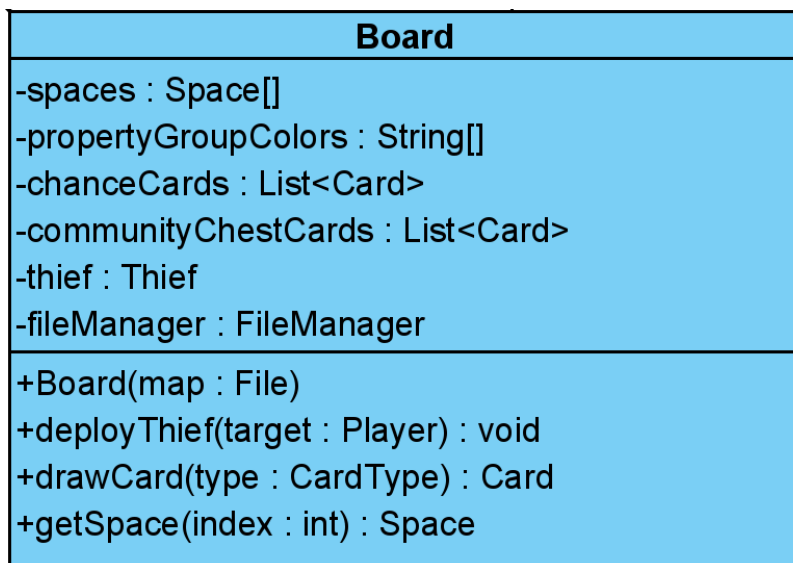 Board
-spaces : Space[]
-propertyGroupColors : String[]
-chanceCards : List<Card>
-communityChestCards : List<Card>
-thief : Thief
-fileManager : FileManager
+Board(map : File)
+deployThief(target : Player) : void
+drawCard(type : CardType) : Card
+getSpace(index : int) : Space